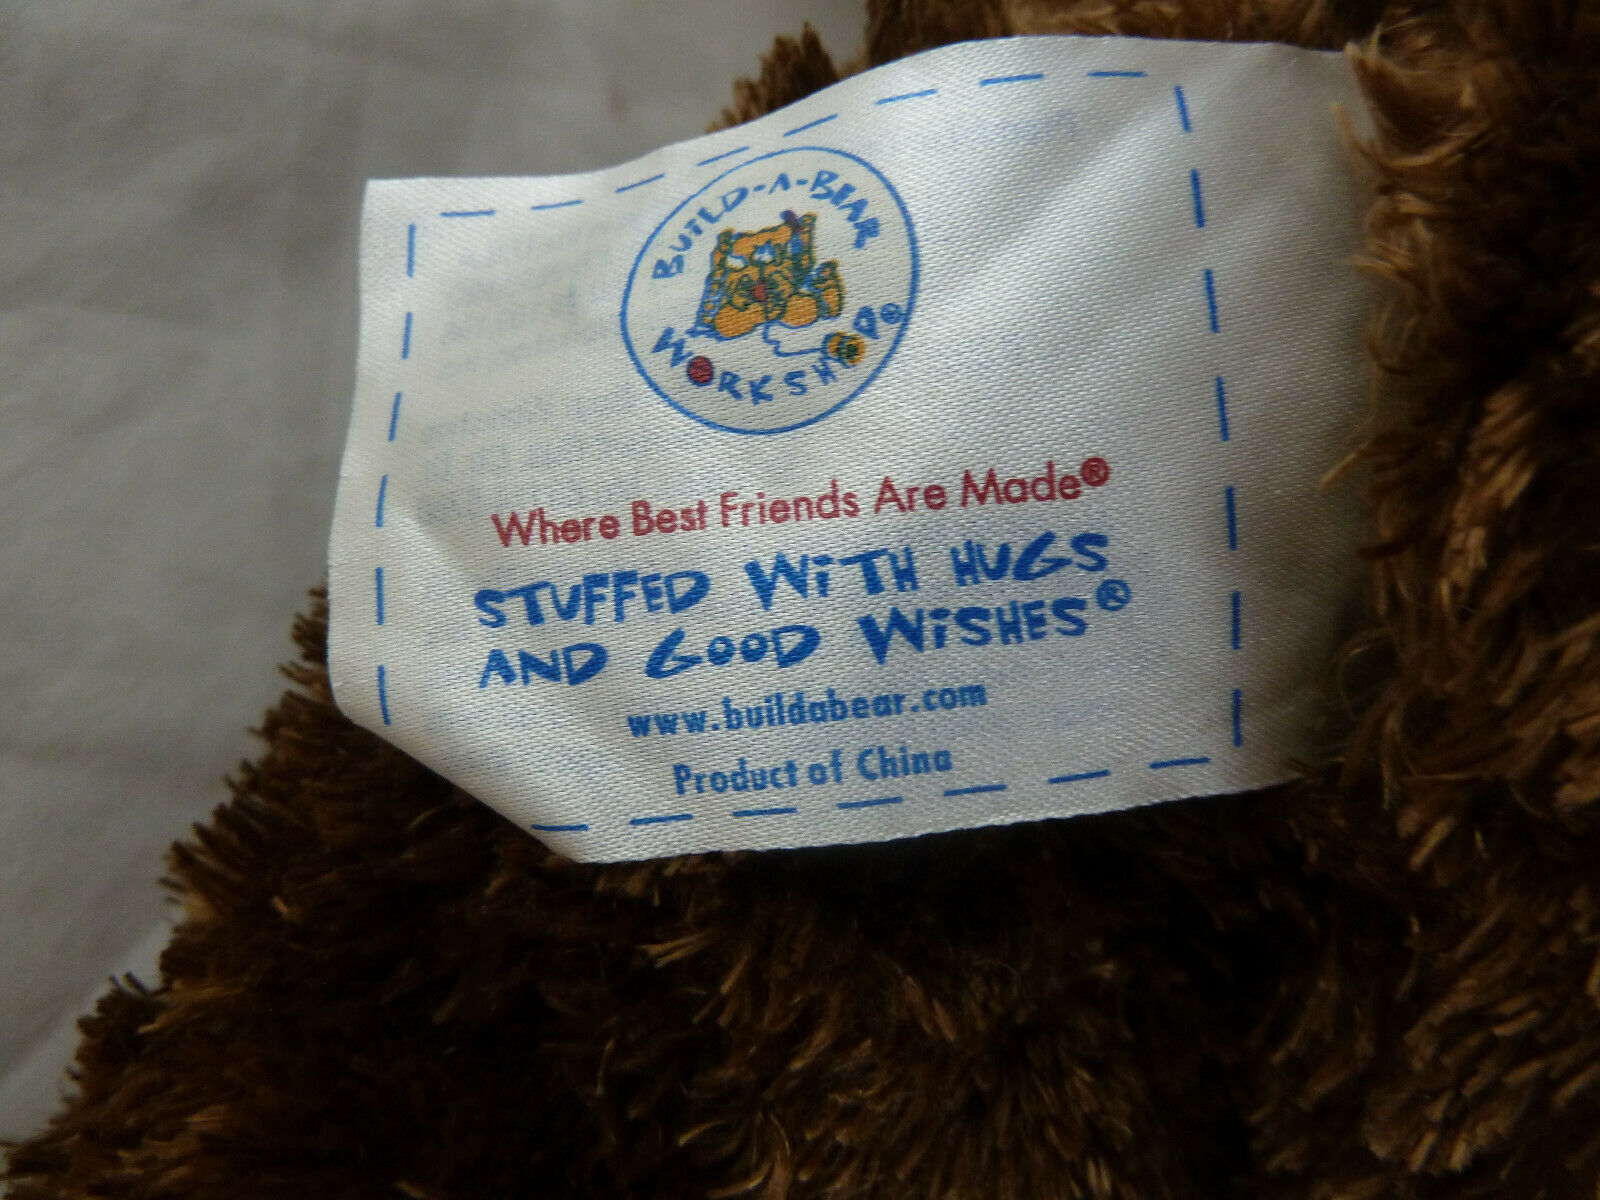 BUiLD-A-BEAR
WORKSHOP®
Where Best Friends Are Made®
STUFFED WiTH HUGS
AND GOOD WiSHES®
www.buildabear.com
Product of China